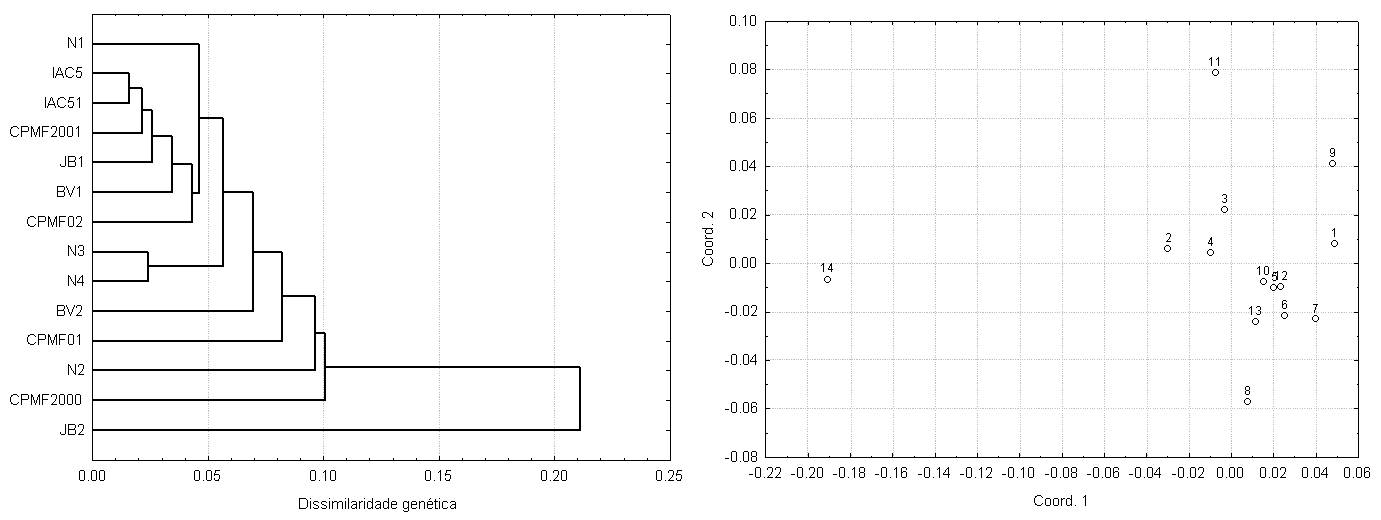 N1
IAC5
IAC51
CPMF2001
JB1
BV1
CPMF02
N3
N4
BV2
CPMF01
N2
CPMF2000
JB2
0.00 0.05 0.10 0.15 0.20 0.25
Dissimilaridade genética
0.10
0.08
0.06
0.04
0.02
0.00
-0.02
-0.04
-0.06
-0.08
Coord. 2
11
9
3
1
2
4
14
10 5 12
13
6
7
8
-0.22 -0.20 -0.18 -0.16 -0.14 -0.12 -0.10 -0.08 -0.06 -0.04 -0.02 0.00 0.02 0.04 0.06
Coord. 1